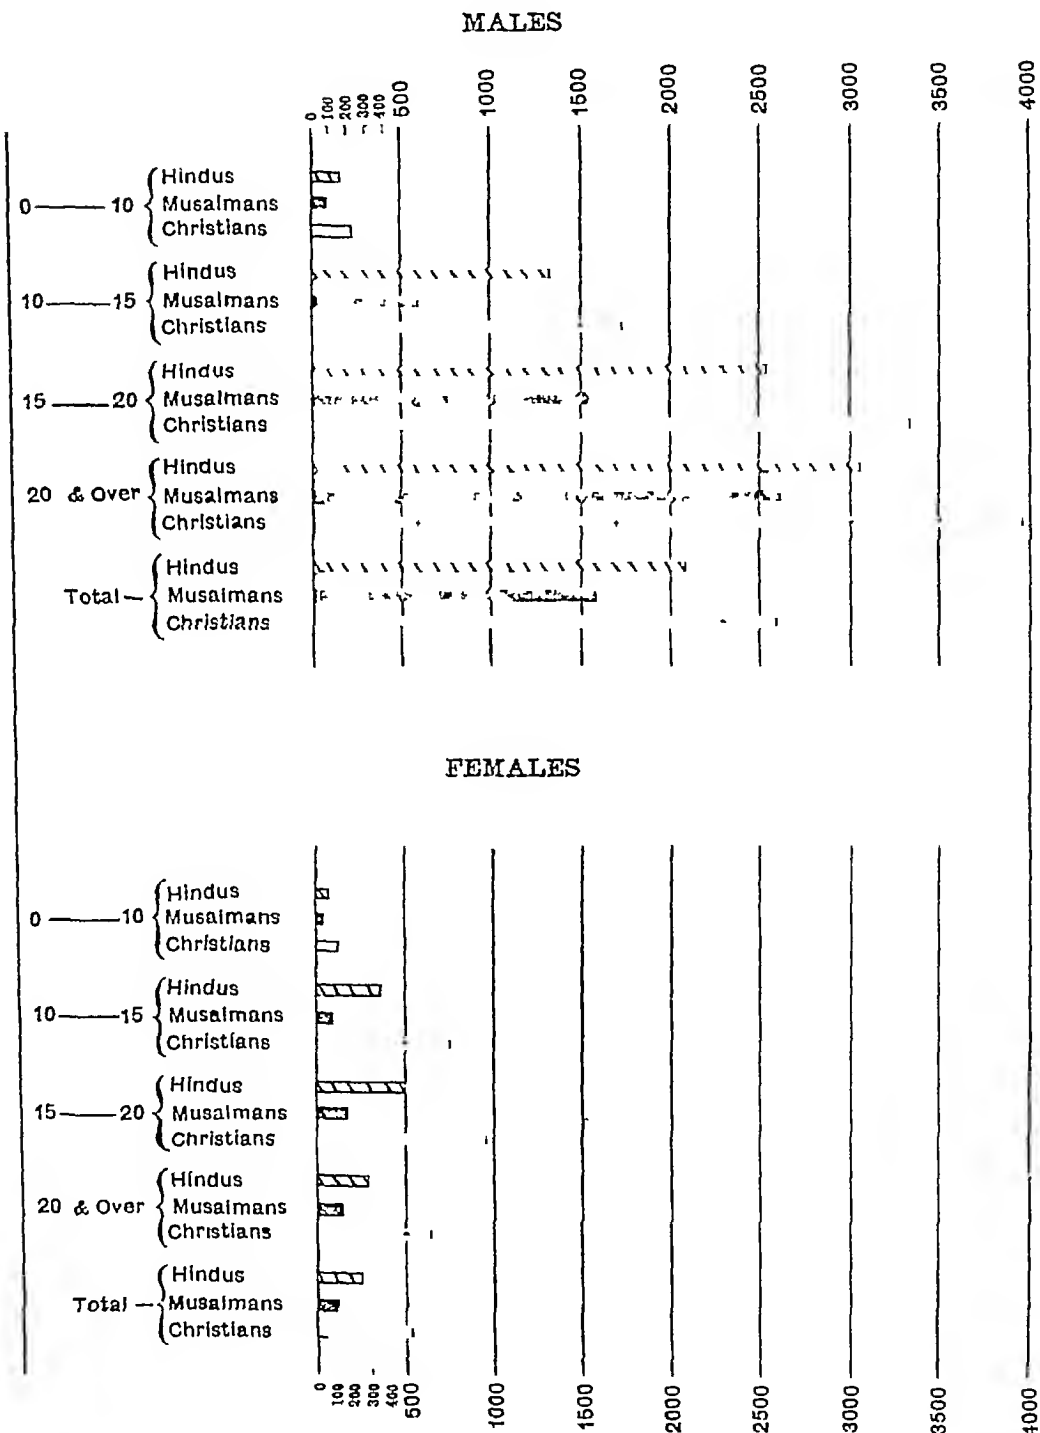 MALES
0 100 200 300 400 500 1000 1500 2000 2500 3000 3500 4000
Hindus
0 — 10 Musalmans
Christians
Hindus
10 — 15 Musalmans
Christians
Hindus
15 — 20 Musalmans
Christians
Hindus
20 & Over Musalmans
Christians
Hindus
Total — Musalmans
Christians
FEMALES
Hindus
0 — 10 Musalmans
Christians
Hindus
10 — 15 Musalmans
Christians
Hindus
15 — 20 Musalmans
Christians
Hindus
20 & Over Musalmans
Christians
Hindus
Total — Musalmans
Christians
0 100 200 300 400 500 1000 1500 2000 2500 3000 3500 4000